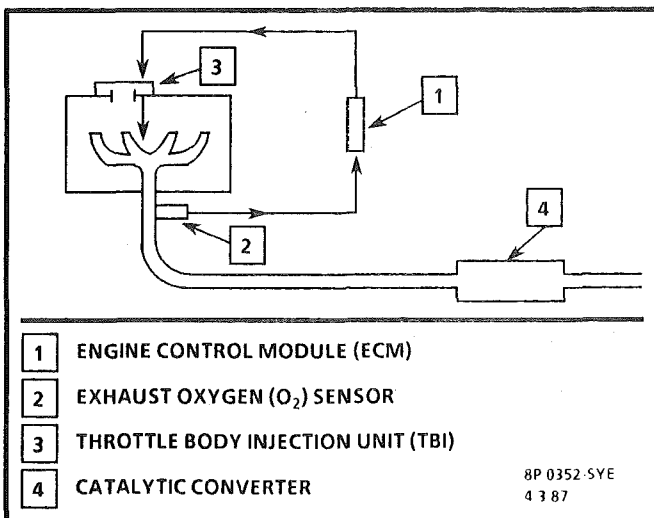 3
1
2
4
1 ENGINE CONTROL MODULE (ECM)
2 EXHAUST OXYGEN (O₂) SENSOR
3 THROTTLE BODY INJECTION UNIT (TBI)
4 CATALYTIC CONVERTER
8P 0352-SYE
4 3 87